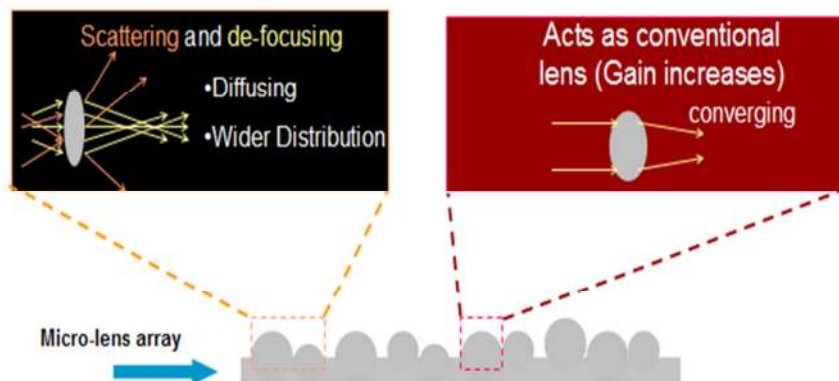 Scattering and de-focusing
•Diffusing
•Wider Distribution
Acts as conventional
lens (Gain increases)
converging
Micro-lens array